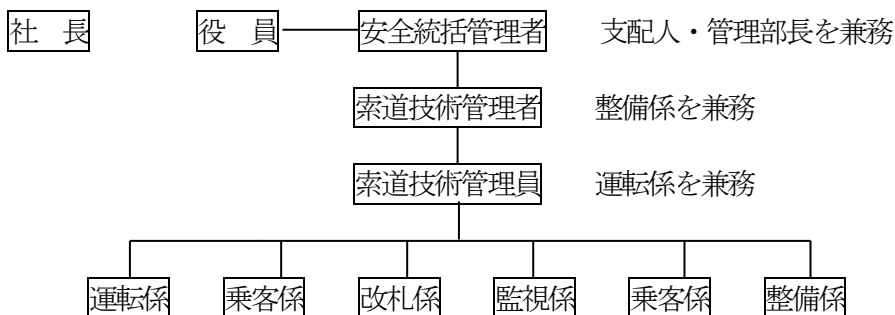 社　長　役　員　安全統括管理者　支配人・管理部長を兼務
索道技術管理者　整備係を兼務
索道技術管理員　運転係を兼務
運転係　乗客係　改札係　監視係　乗客係　整備係